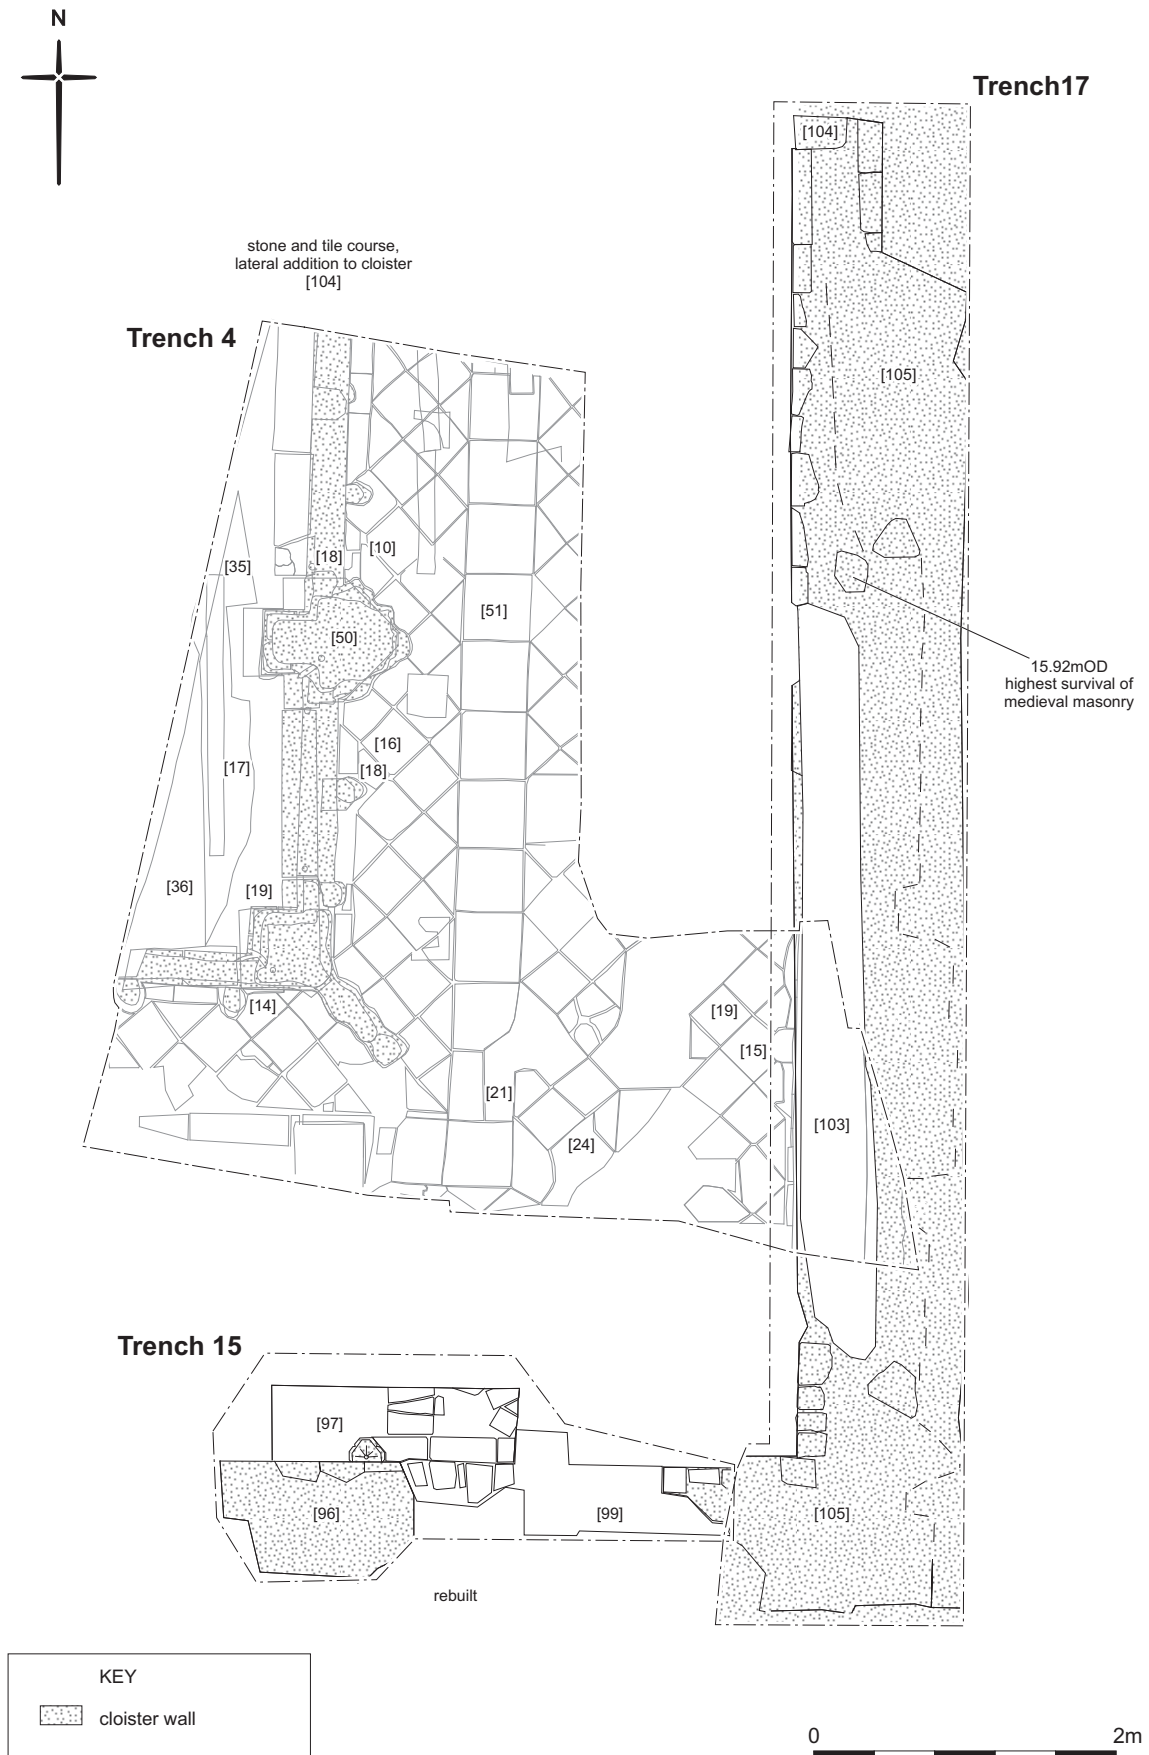 N
Trench17
[104]
stone and tile course,
lateral addition to cloister
[104]
Trench 4
[105]
[18]
[10]
[35]
[51]
[50]
15.92mOD
highest survival of
medieval masonry
[16]
[18]
[17]
[36]
[19]
[14]
[19]
[15]
[21]
[103]
[24]
Trench 15
[97]
[96]
[99]
[105]
rebuilt
KEY
cloister wall
0
2m